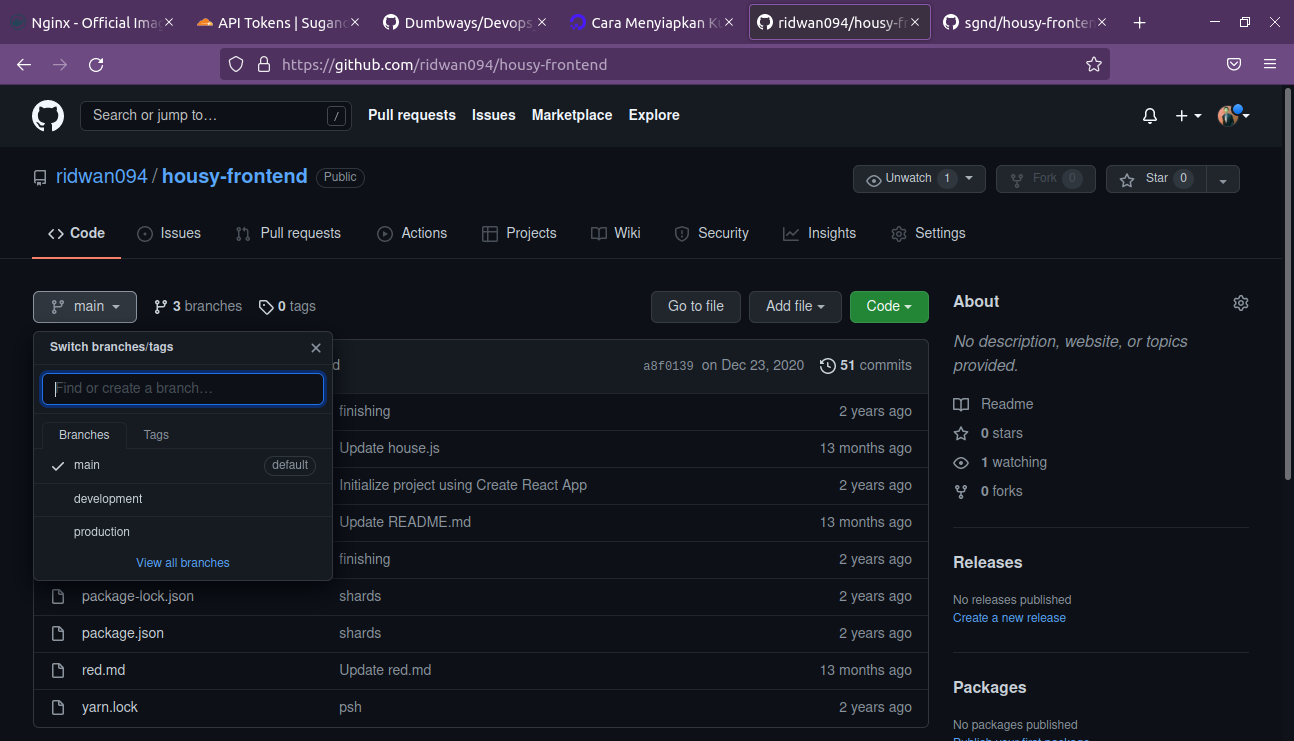 Nginx - Official Imag
API Tokens | Sugand
Dumbways/Devops
Cara Menyiapkan Ku
ridwan094/housy-fr
sgnd/housy-fronten
https://github.com/ridwan094/housy-frontend
Search or jump to… /
Pull requests Issues Marketplace Explore
ridwan094 / housy-frontend Public
Unwatch 1 Fork 0 Star 0
Code Issues Pull requests Actions Projects Wiki Security Insights Settings
main 3 branches 0 tags Go to file Add file Code
Switch branches/tags
Find or create a branch…
Branches Tags
main default
development
production
View all branches
d a8f0139 on Dec 23, 2020 51 commits
finishing 2 years ago
Update house.js 13 months ago
Initialize project using Create React App 2 years ago
Update README.md 13 months ago
finishing 2 years ago
package-lock.json shards 2 years ago
package.json shards 2 years ago
red.md Update red.md 13 months ago
yarn.lock psh 2 years ago
About
No description, website, or topics
provided.
Readme
0 stars
1 watching
0 forks
Releases
No releases published
Create a new release
Packages
No packages published
Publish your first package